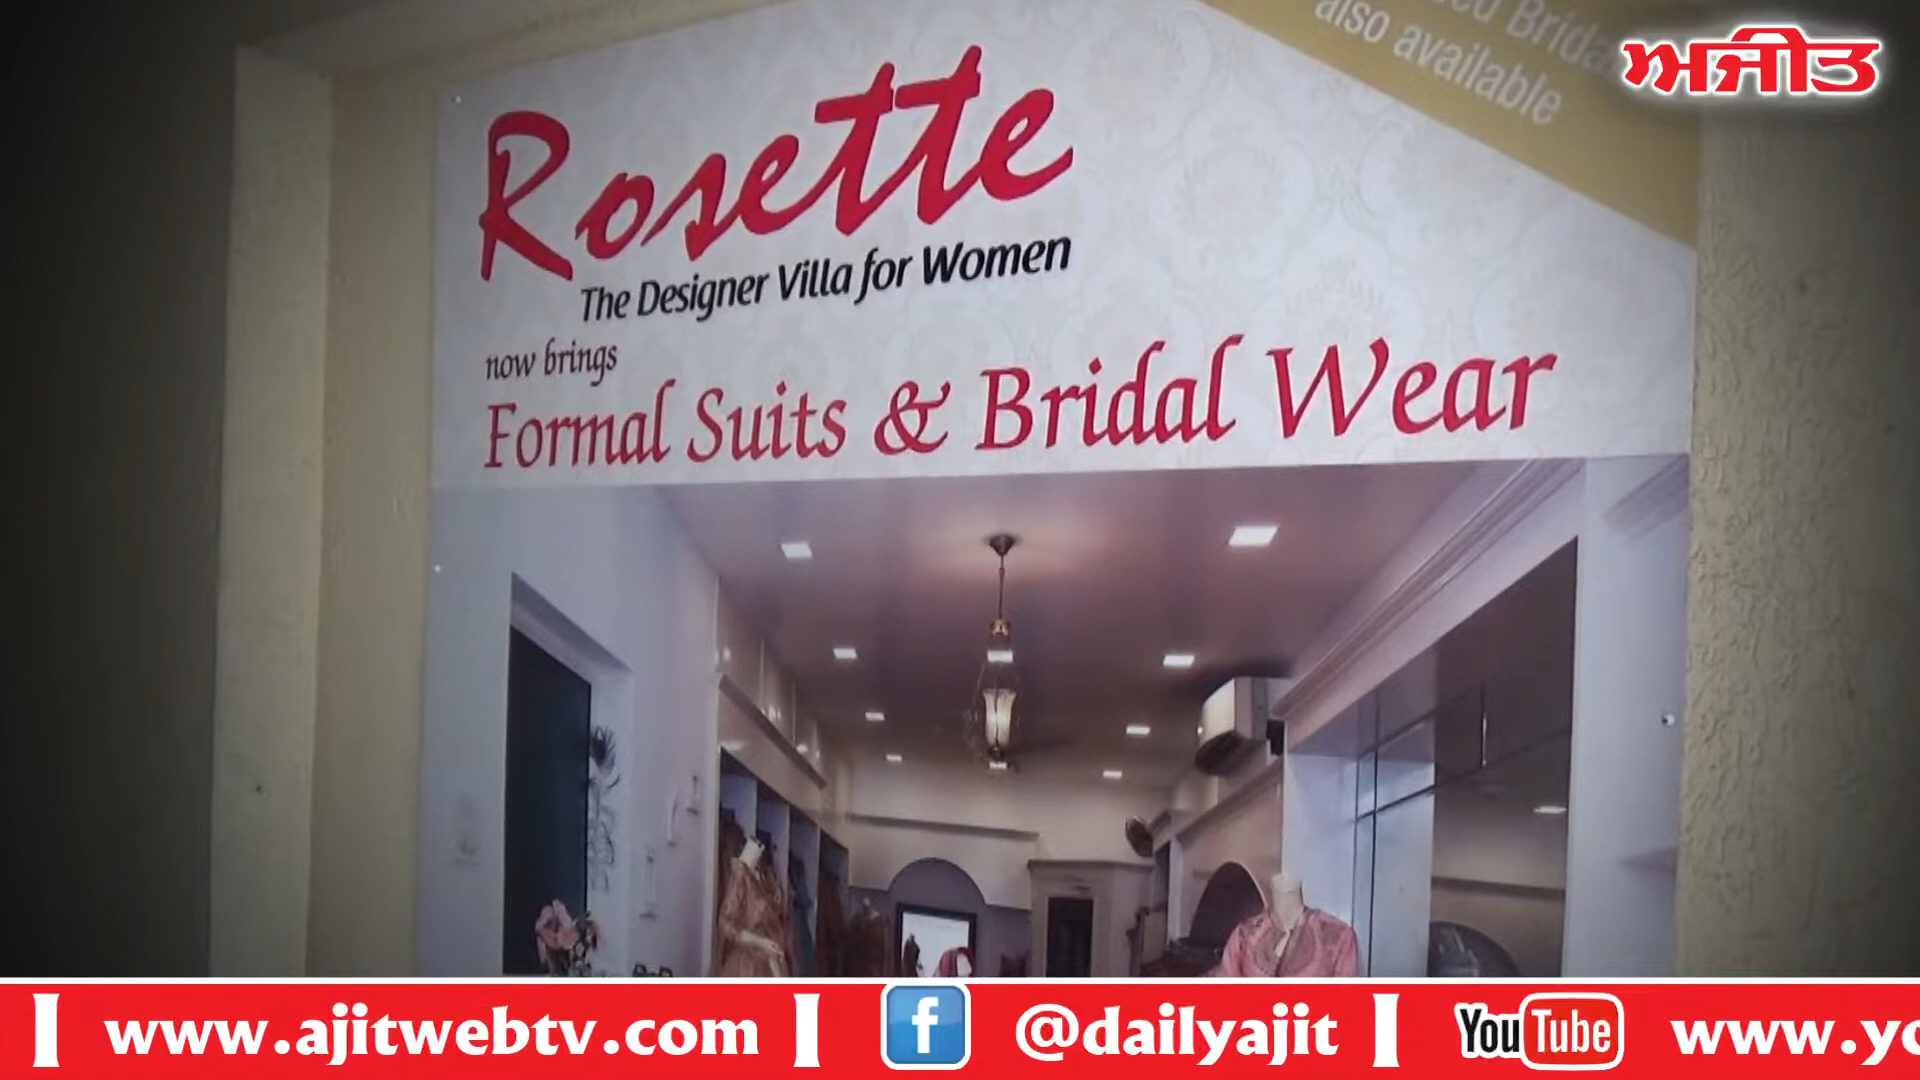 Bridal
also available
ਅਜੀਤ
Rosette
The Designer Villa for Women
now brings
Formal Suits & Bridal Wear
www.ajitwebtv.com
f
@dailyajit
YouTube